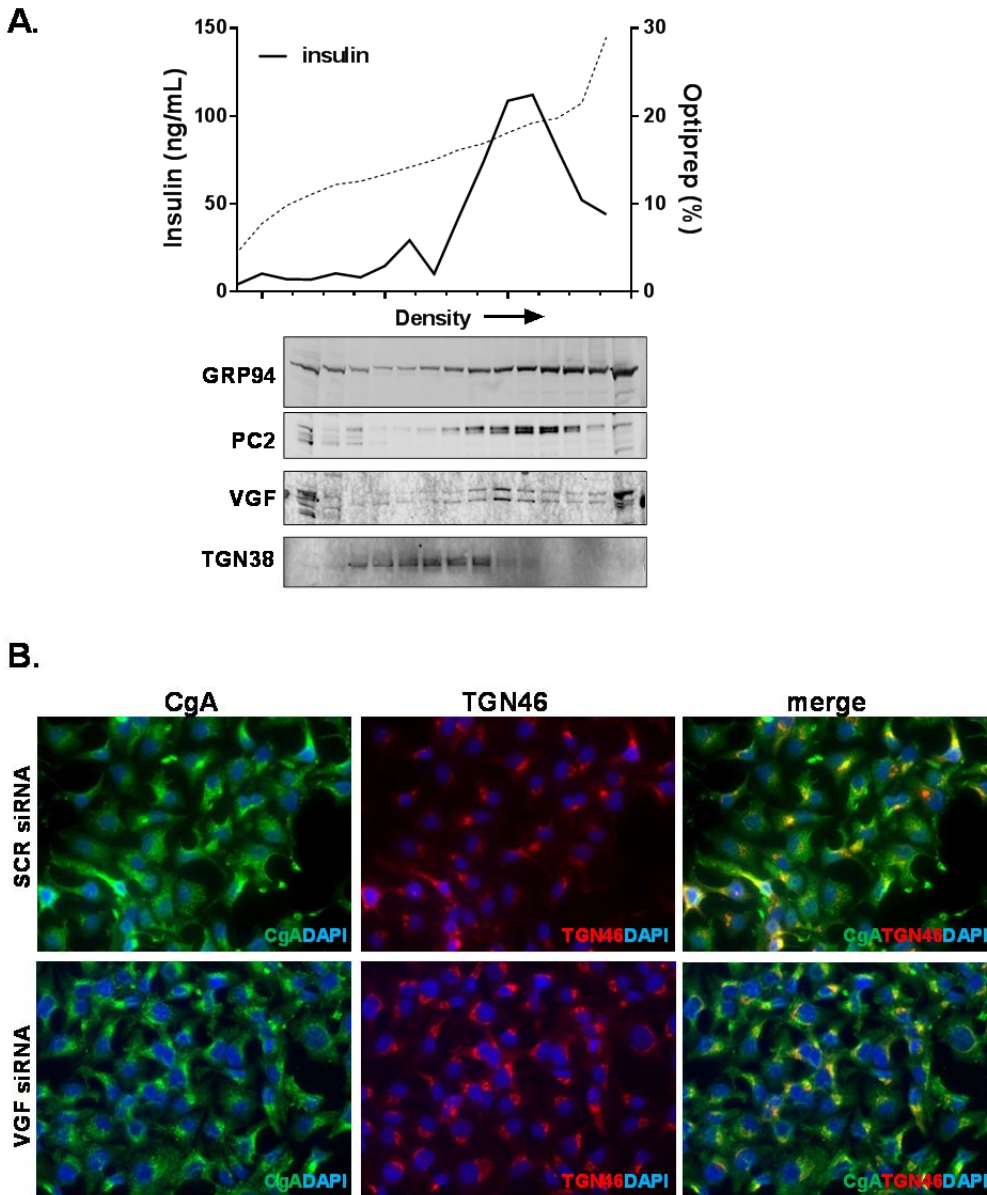 A.
150
100
50
0
Insulin (ng/mL)
insulin
30
20
10
0
Optiprep (%)
Density
GRP94
PC2
VGF
TGN38
B.
CgA TGN46 merge
SCR siRNA
CgADAPI TGN46DAPI CgATGN46DAPI
VGF siRNA
CgADAPI TGN46DAPI CgATGN46DAPI